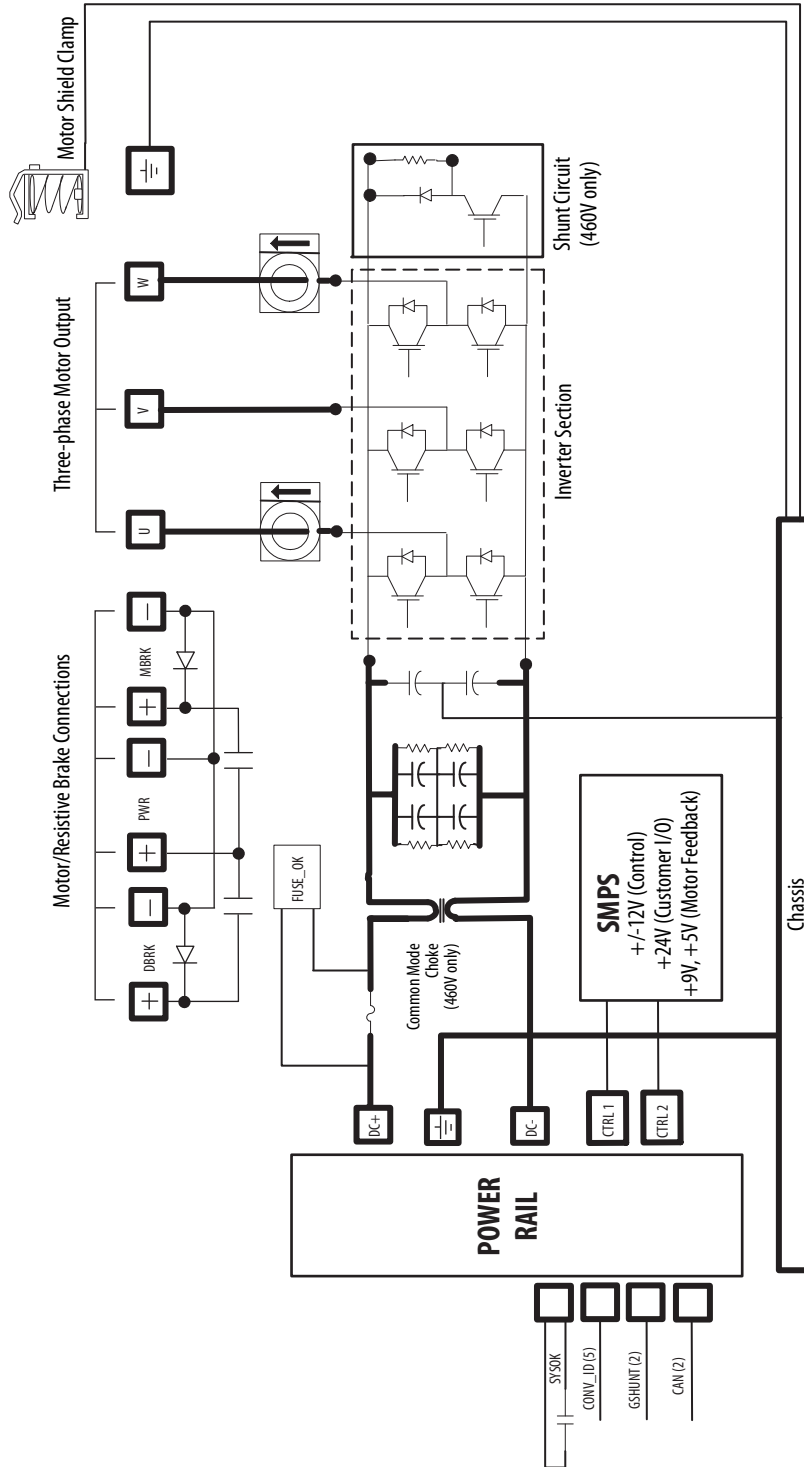 Motor Shield Clamp
Three-phase Motor Output
W
V
U
Motor/Resistive Brake Connections
MBRK
PWR
DBRK
Shunt Circuit
(460V only)
Inverter Section
FUSE_OK
Common Mode
Choke
(460V only)
SMPS
+/-12V (Control)
+24V (Customer I/O)
+9V, +5V (Motor Feedback)
Chassis
DC+
DC-
CTRL 1
CTRL 2
POWER
RAIL
SYSOK
CONV_ID (5)
GSHUNT (2)
CAN (2)